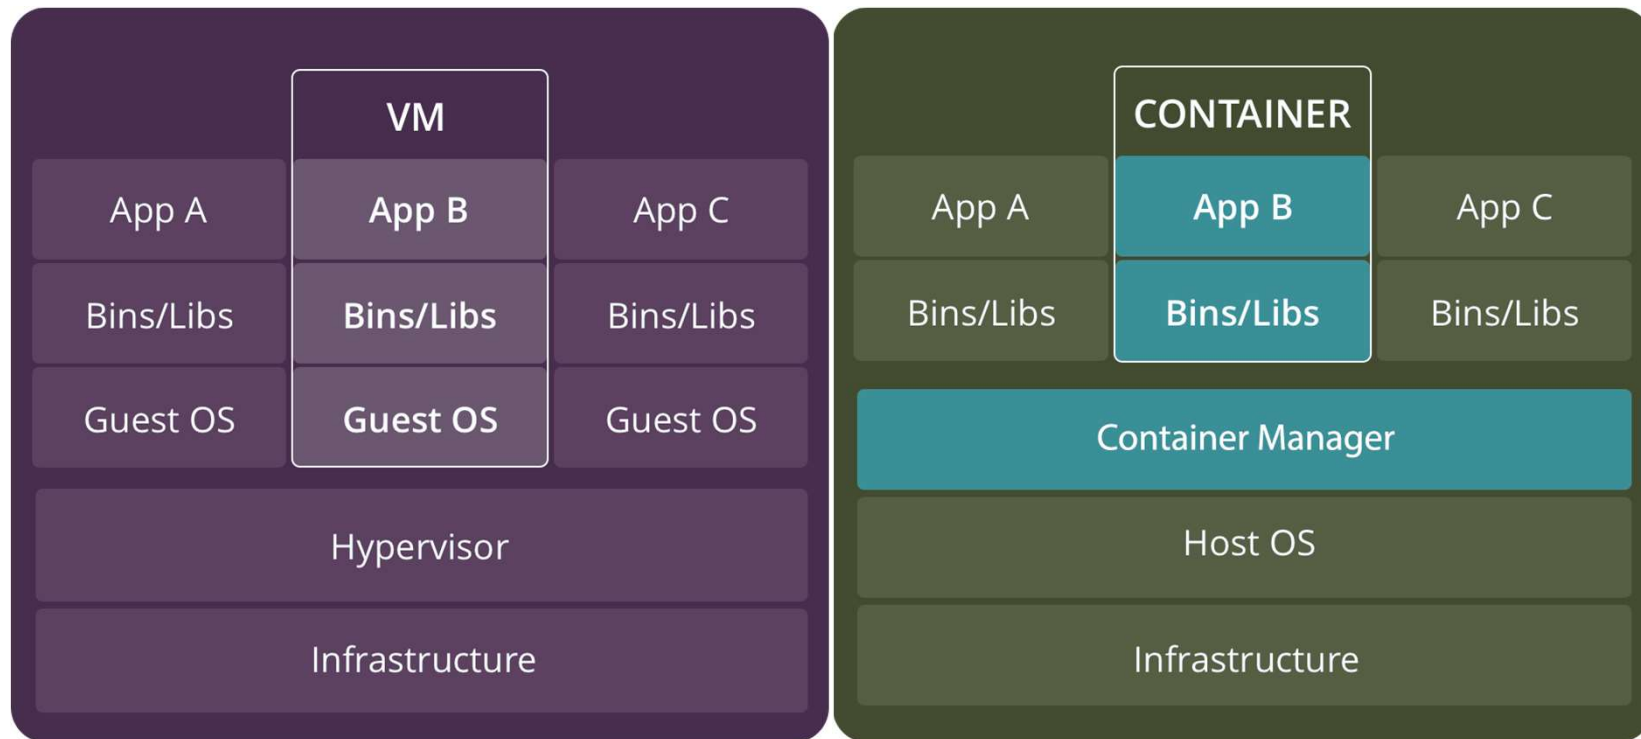 VM
App A
App B
App C
Bins/Libs
Bins/Libs
Bins/Libs
Guest OS
Guest OS
Guest OS
Hypervisor
Infrastructure
CONTAINER
App A
App B
App C
Bins/Libs
Bins/Libs
Bins/Libs
Container Manager
Host OS
Infrastructure